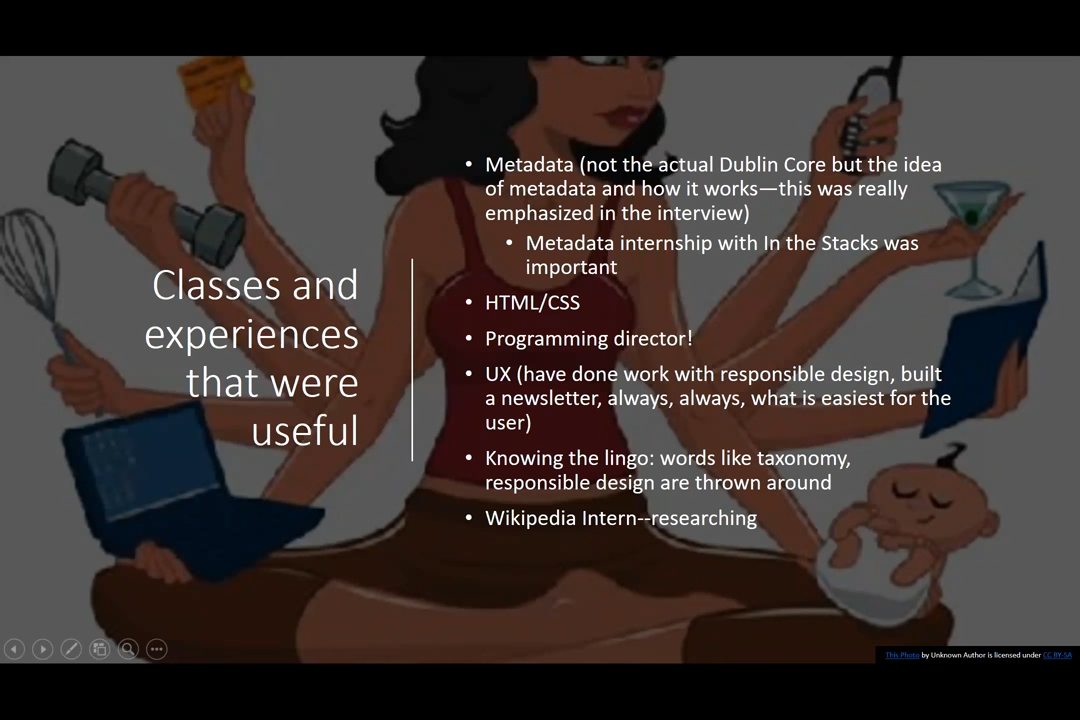 Classes and
experiences
that were
useful
• Metadata (not the actual Dublin Core but the idea
of metadata and how it works—this was really
emphasized in the interview)
• Metadata internship with In the Stacks was
important
• HTML/CSS
• Programming director!
• UX (have done work with responsible design, built
a newsletter, always, always, what is easiest for the
user)
• Knowing the lingo: words like taxonomy,
responsible design are thrown around
• Wikipedia Intern--researching
This Photo by Unknown Author is licensed under CC BY-SA